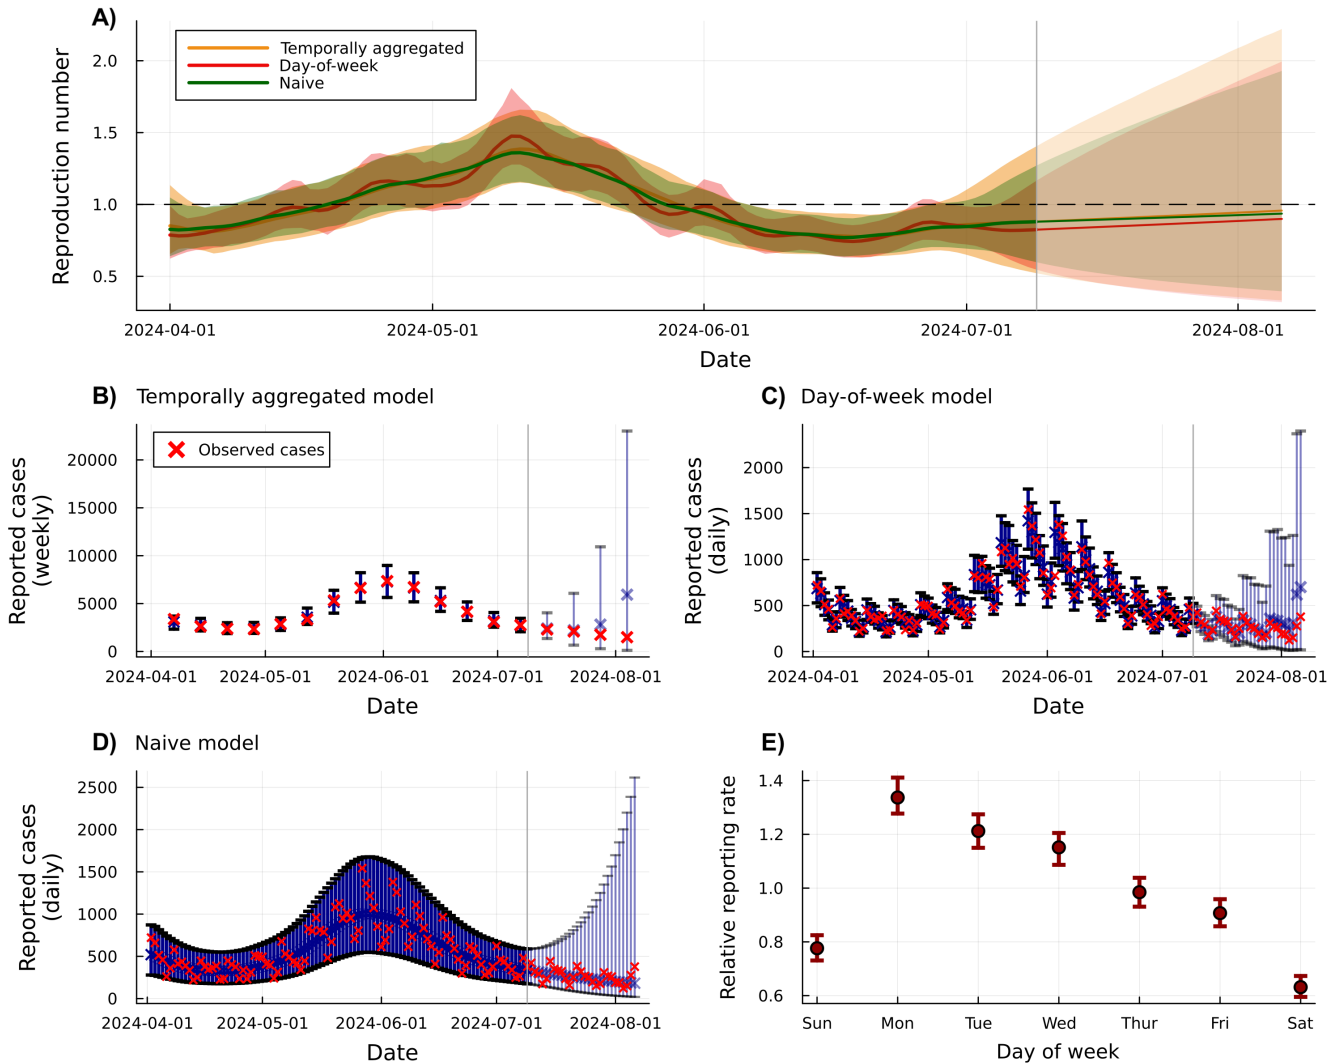 A)
Reproduction number
2.0
1.5
1.0
0.5
Temporally aggregated
Day-of-week
Naive
2024-04-01 2024-05-01 2024-06-01 2024-07-01 2024-08-01
Date
B) Temporally aggregated model
Reported cases
(weekly)
20000
15000
10000
5000
0
Observed cases
2024-04-01 2024-05-01 2024-06-01 2024-07-01 2024-08-01
Date
C) Day-of-week model
Reported cases
(daily)
2000
1500
1000
500
0
2024-04-01 2024-05-01 2024-06-01 2024-07-01 2024-08-01
Date
D) Naive model
Reported cases
(daily)
2500
2000
1500
1000
500
0
2024-04-01 2024-05-01 2024-06-01 2024-07-01 2024-08-01
Date
E)
Relative reporting rate
1.4
1.2
1.0
0.8
0.6
Sun Mon Tue Wed Thur Fri Sat
Day of week